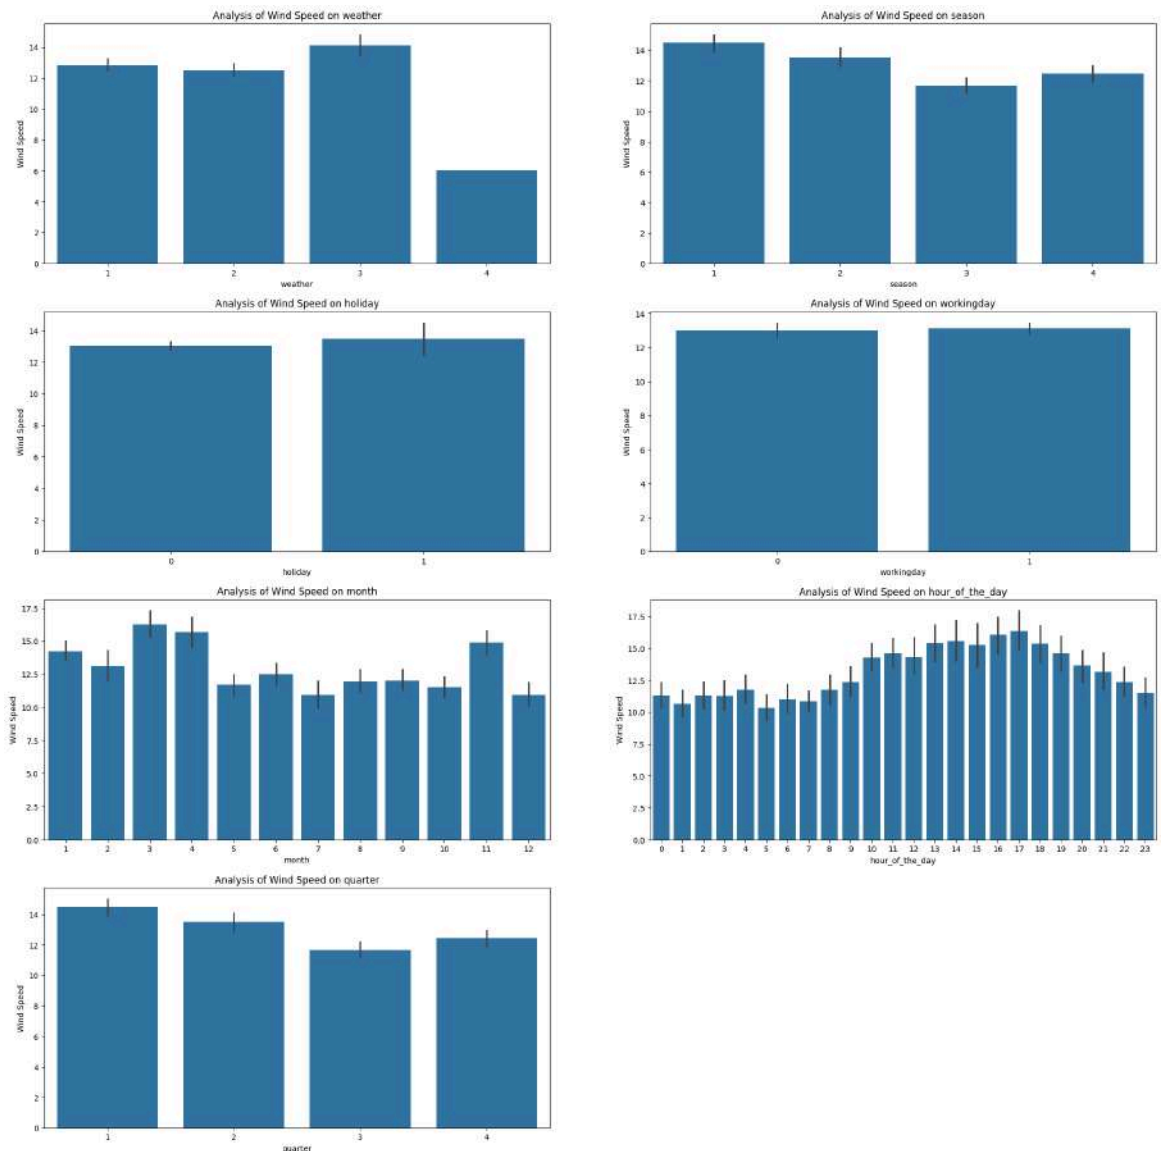 Analysis of Wind Speed on weather
14
12
10
8
6
4
2
0
Wind Speed
1 2 3 4
weather
Analysis of Wind Speed on season
14
12
10
8
6
4
2
0
Wind Speed
1 2 3 4
season
Analysis of Wind Speed on holiday
14
12
10
8
6
4
2
0
Wind Speed
0 1
holiday
Analysis of Wind Speed on workingday
14
12
10
8
6
4
2
0
Wind Speed
0 1
workingday
Analysis of Wind Speed on month
17.5
15.0
12.5
10.0
7.5
5.0
2.5
0.0
Wind Speed
1 2 3 4 5 6 7 8 9 10 11 12
month
Analysis of Wind Speed on hour_of_the_day
17.5
15.0
12.5
10.0
7.5
5.0
2.5
0.0
Wind Speed
0 1 2 3 4 5 6 7 8 9 10 11 12 13 14 15 16 17 18 19 20 21 22 23
hour_of_the_day
Analysis of Wind Speed on quarter
14
12
10
8
6
4
2
0
Wind Speed
1 2 3 4
quarter